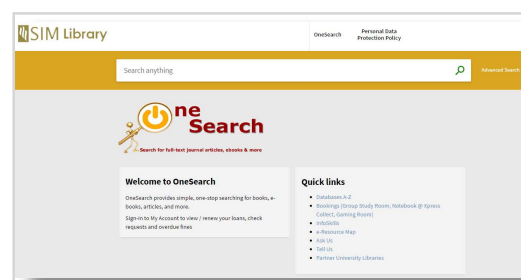 SIM Library
OneSearch
Personal Data
Protection Policy
Search anything
Advanced Search
One
Search
Search for full-text journal articles, ebooks & more
Welcome to OneSearch
OneSearch provides simple, one-stop searching for books, e-
books, articles, and more.
Sign-in to My Account to view / renew your loans, check
requests and overdue fines
Quick links
Databases A-Z
Bookings (Group Study Room, Notebook @ Xpress
Collect, Gaming Room)
InfoSkills
e-Resource Map
Ask Us
Tell Us
Partner University Libraries